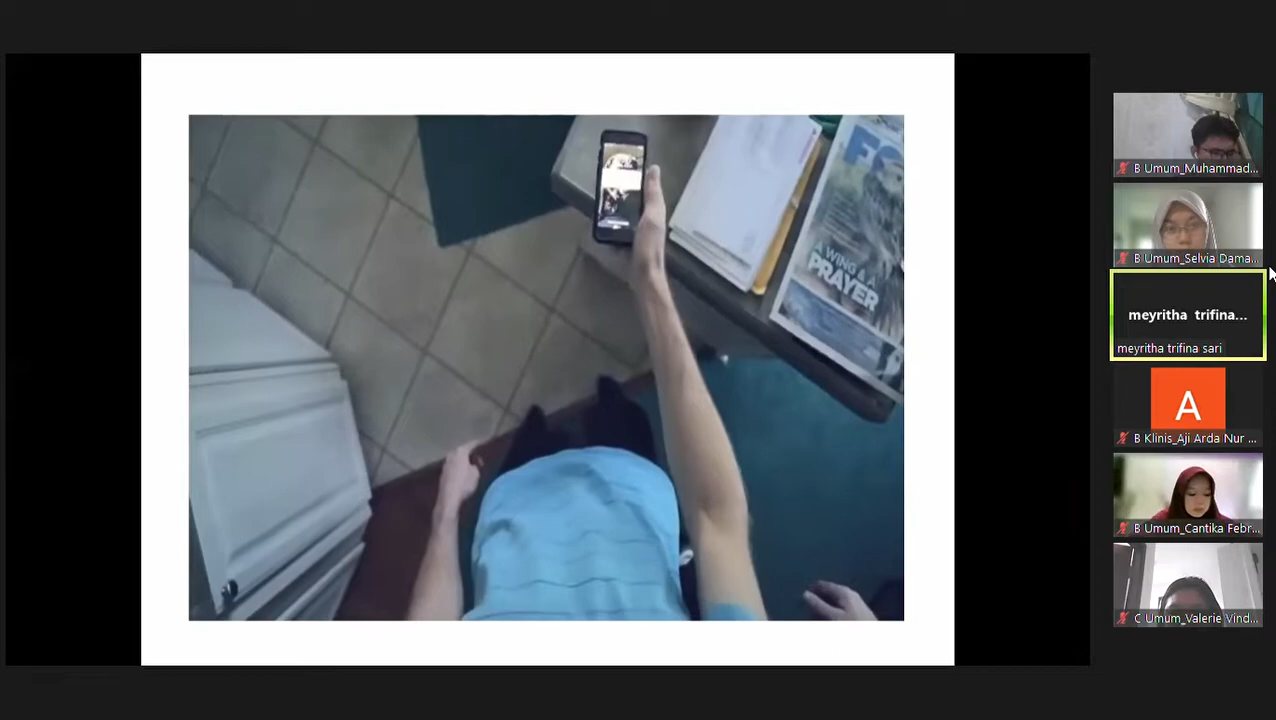 A WING & A
PRAYER
B Umum_Muhammad...
B Umum_Selvia Dama...
meyritha trifina...
meyritha trifina sari
A
B Klinis_Aji Arda Nur ...
B Umum_Cantika Febr...
C Umum_Valerie Vind...